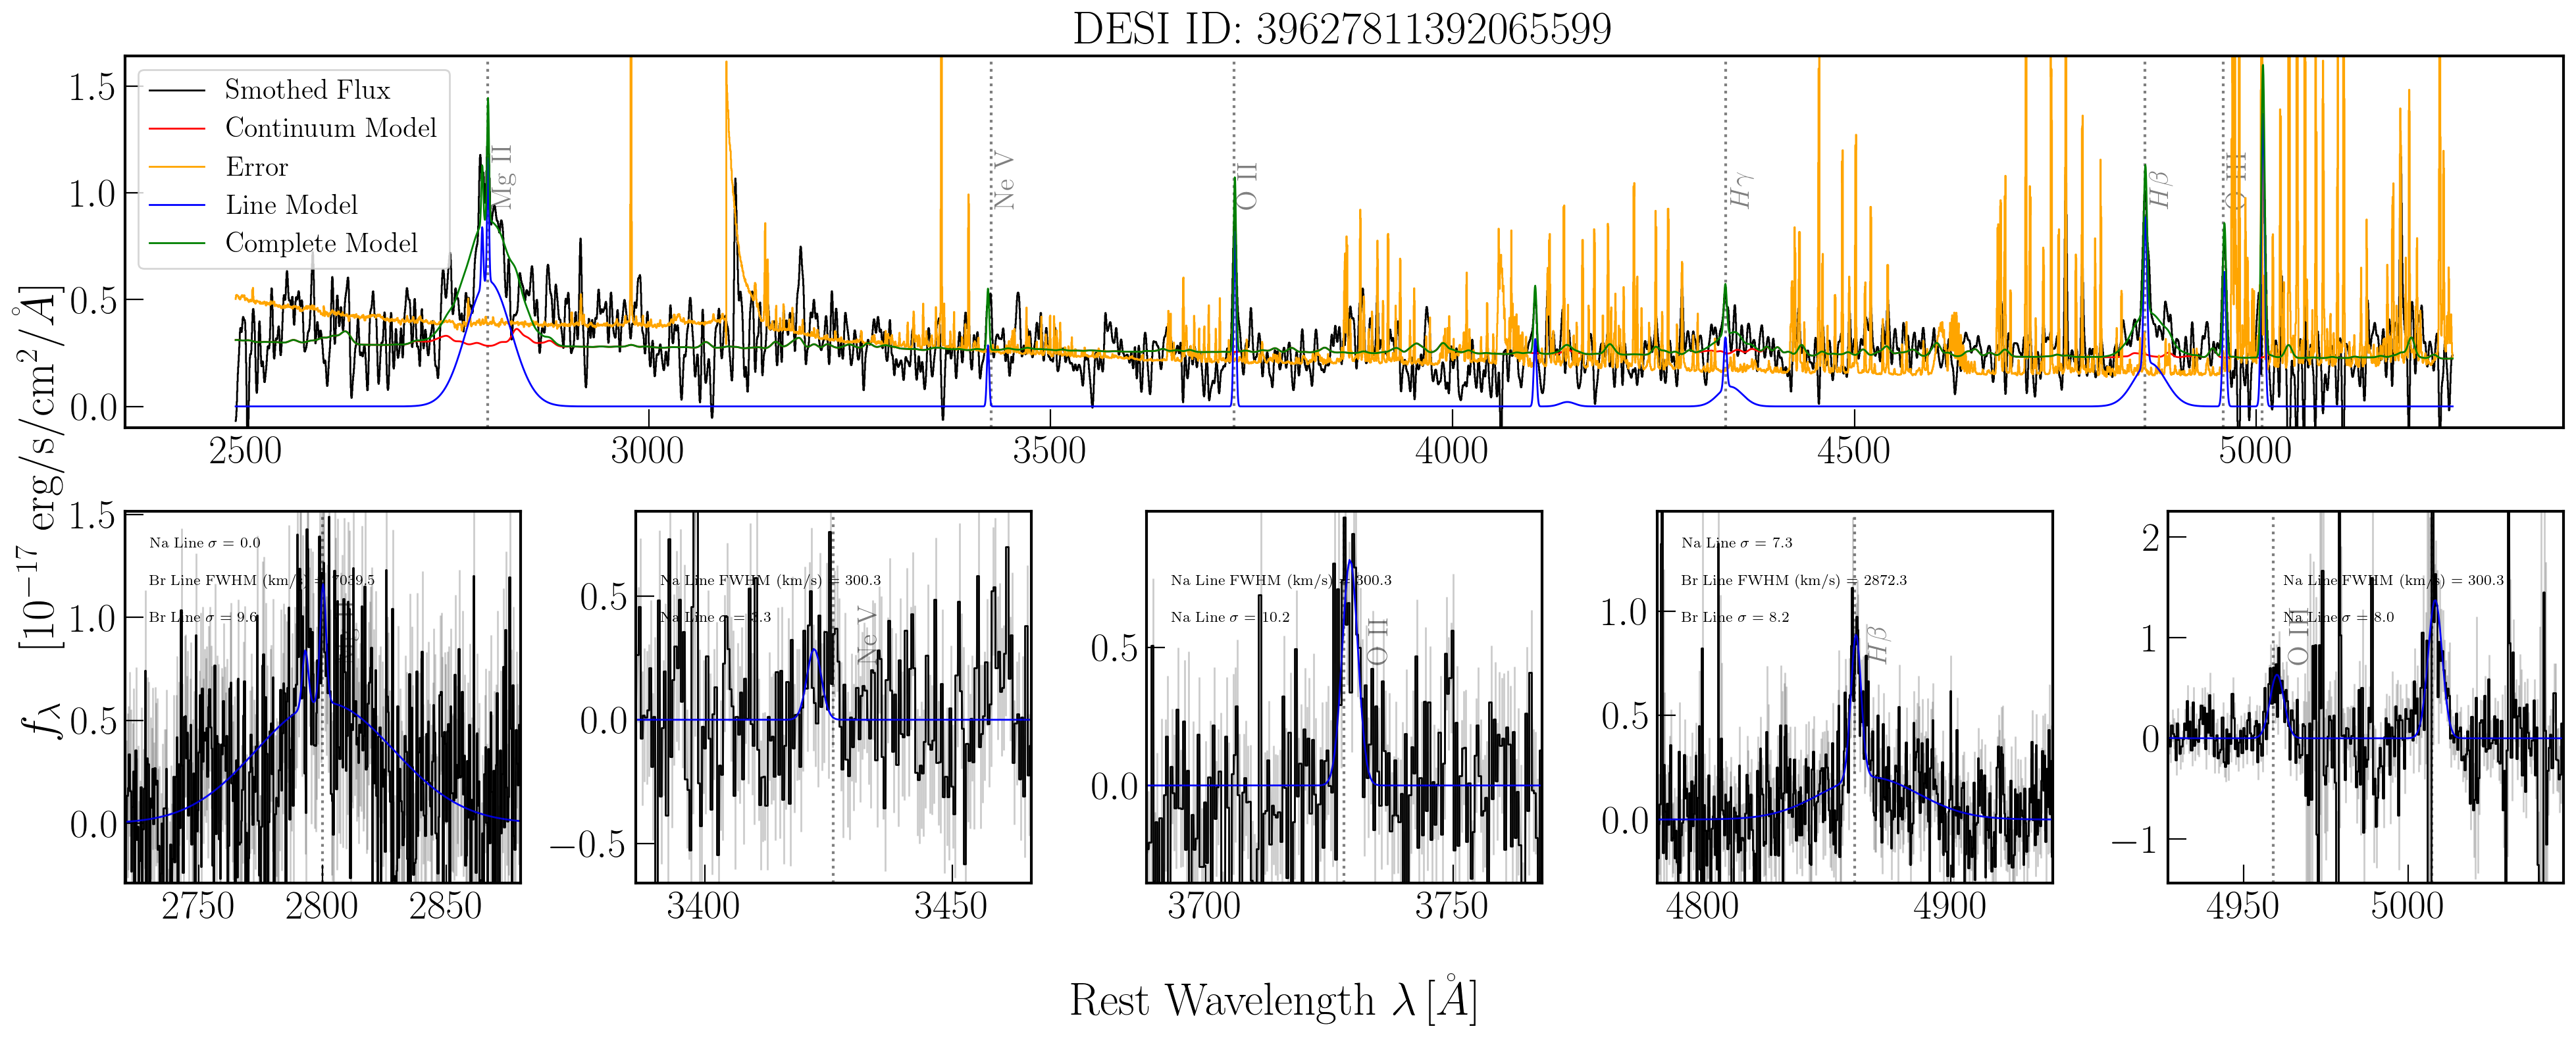 DESI ID: 39627811392065599
Smothed Flux
Continuum Model
Error
Line Model
Complete Model
Mg II
Ne V
O II
Hγ
Hβ
O III
1.5
1.0
0.5
0.0
2500 3000 3500 4000 4500 5000
f_λ [10⁻¹⁷ erg/s/cm²/Å]
Na Line σ = 0.0
Br Line FWHM (km/s) = 7039.5
Br Line σ = 9.6
1.5
1.0
0.5
0.0
2750 2800 2850
Na Line FWHM (km/s) = 300.3
Ne V
0.5
0.0
−0.5
3400 3450
Na Line FWHM (km/s) = 300.3
Na Line σ = 10.2
O II
0.5
0.0
3700 3750
Na Line σ = 7.3
Br Line FWHM (km/s) = 2872.3
Br Line σ = 8.2
Hβ
1.0
0.5
0.0
4800 4900
Na Line FWHM (km/s) = 300.3
Na Line σ = 8.0
O III
2
1
0
−1
4950 5000
Rest Wavelength λ [Å]